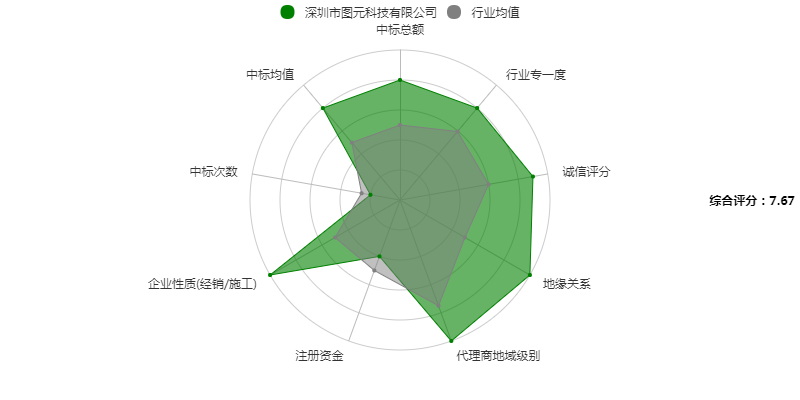 深圳市图元科技有限公司 行业均值
中标总额
中标均值 行业专一度
中标次数 诚信评分
综合评分：7.67
企业性质(经销/施工) 地缘关系
注册资金 代理商地域级别